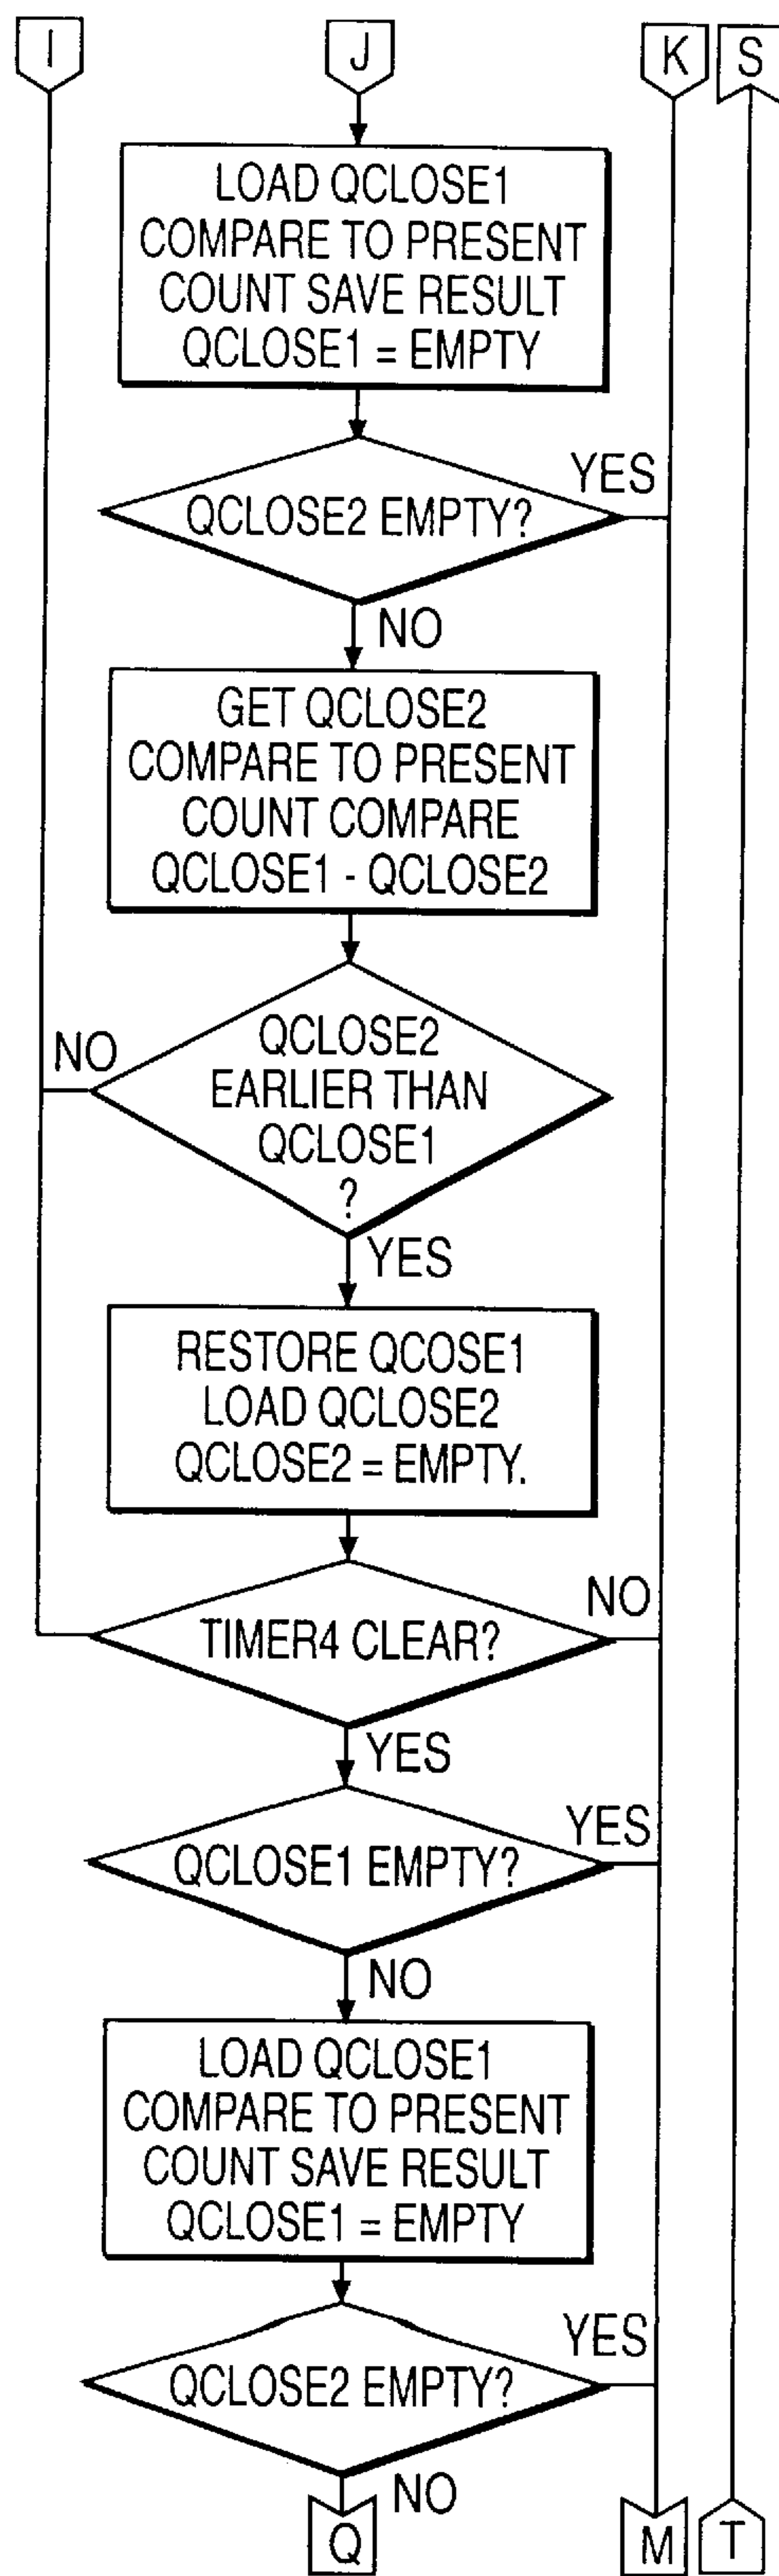 I
J
K
S
LOAD QCLOSE1
COMPARE TO PRESENT
COUNT SAVE RESULT
QCLOSE1 = EMPTY
YES
QCLOSE2 EMPTY?
NO
GET QCLOSE2
COMPARE TO PRESENT
COUNT COMPARE
QCLOSE1 - QCLOSE2
NO
QCLOSE2
EARLIER THAN
QCLOSE1
?
YES
RESTORE QCOSE1
LOAD QCLOSE2
QCLOSE2 = EMPTY.
NO
TIMER4 CLEAR?
YES
YES
QCLOSE1 EMPTY?
NO
LOAD QCLOSE1
COMPARE TO PRESENT
COUNT SAVE RESULT
QCLOSE1 = EMPTY
YES
QCLOSE2 EMPTY?
NO
Q
M
T